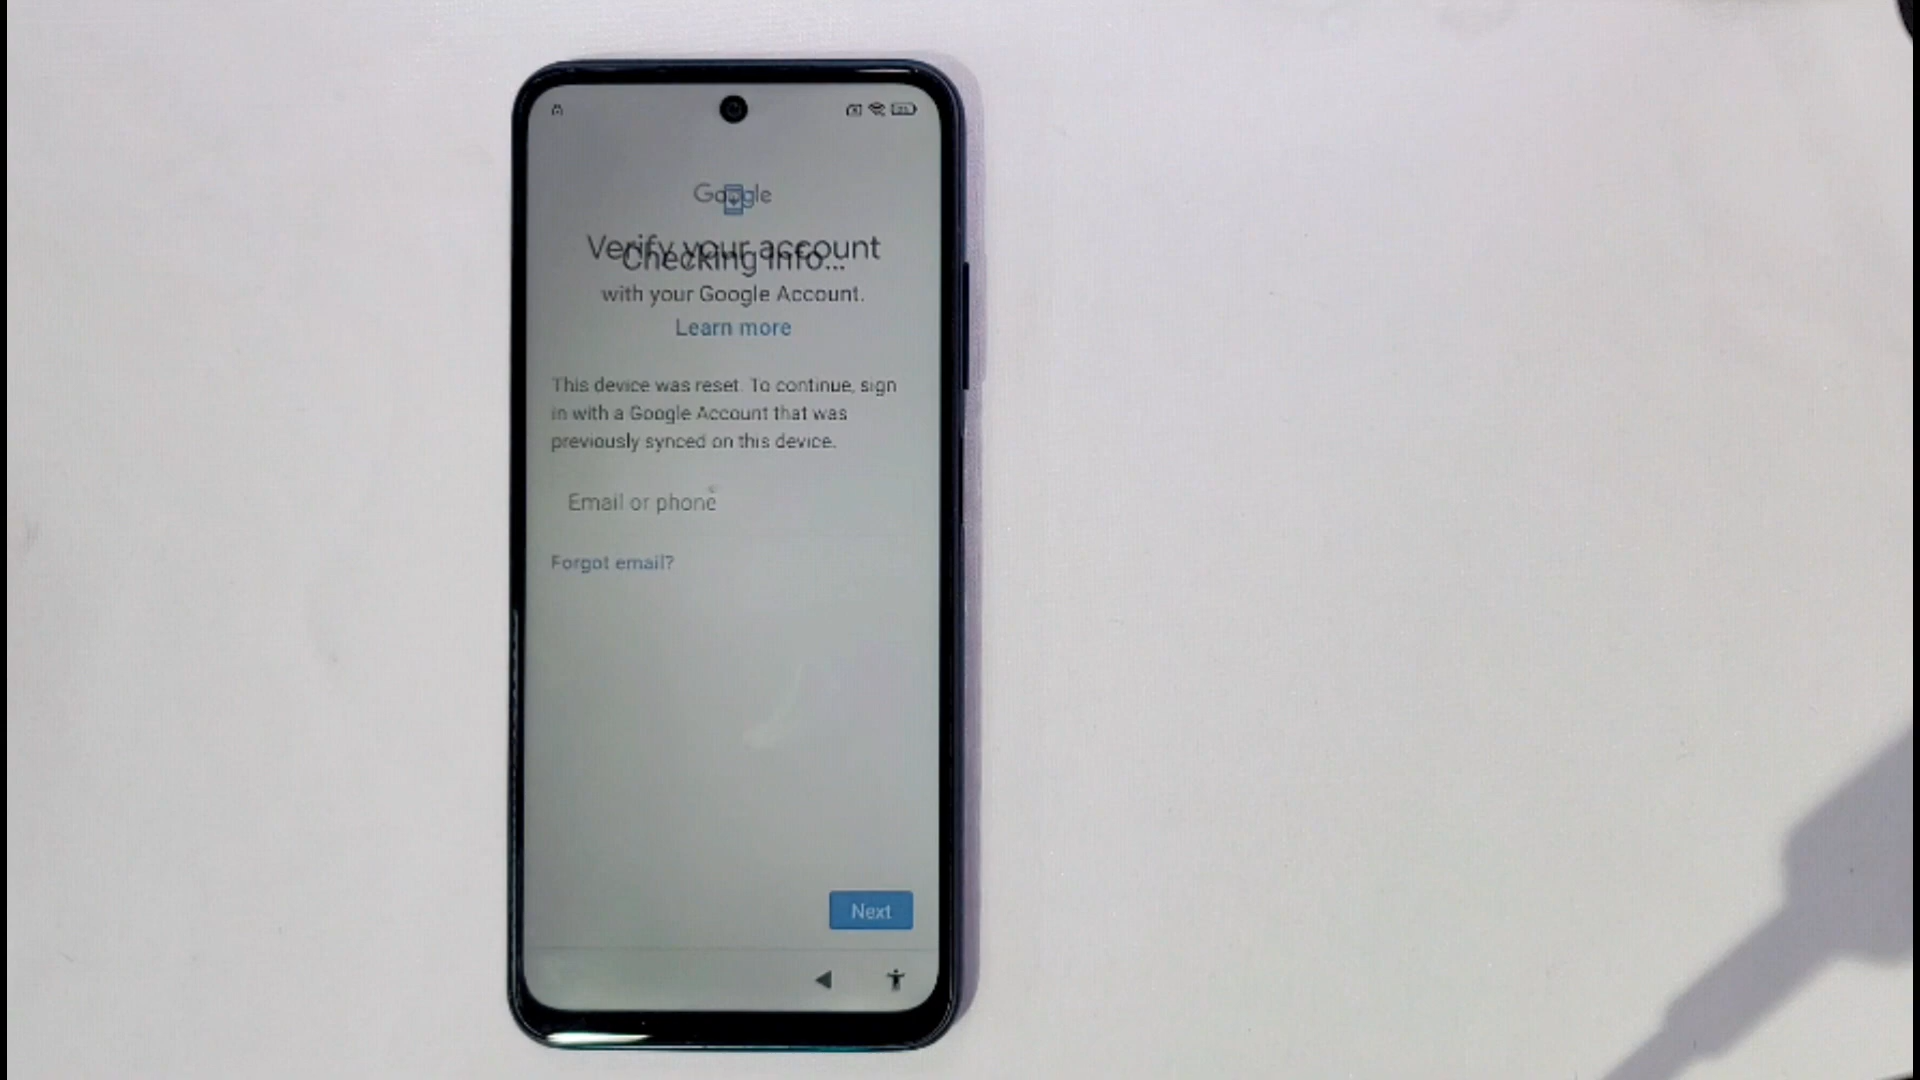 Google
Verify your account
Checking info...
with your Google Account.
Learn more
This device was reset. To continue, sign
in with a Google Account that was
previously synced on this device.
Email or phone
Forgot email?
Next